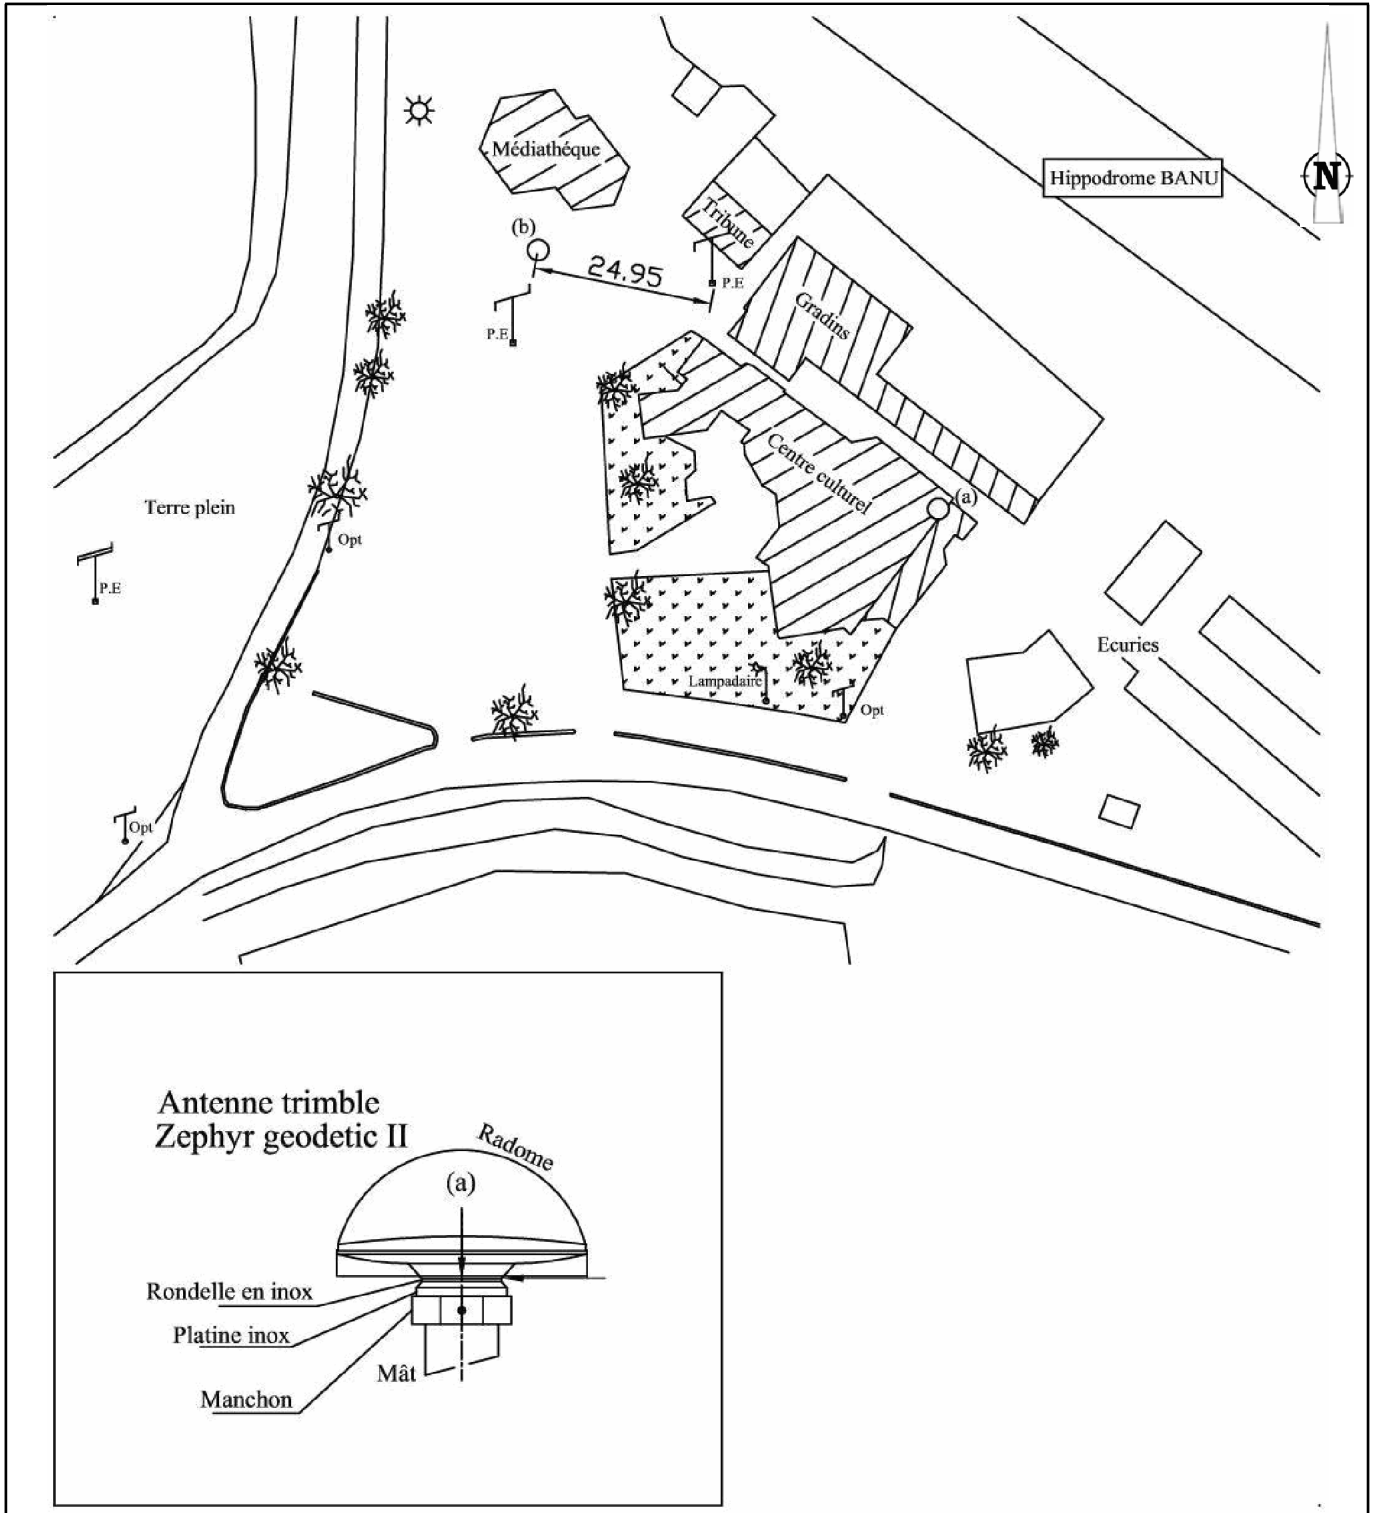 Médiathéque
Hippodrome BANU
N
Tribune
(b)
24.95
P.E
P.E
Gradins
Centre culturel
(a)
Terre plein
Opt
P.E
Ecuries
Lampadaire
Opt
Opt
Antenne trimble
Zephyr geodetic II
Radome
(a)
Rondelle en inox
Platine inox
Mât
Manchon